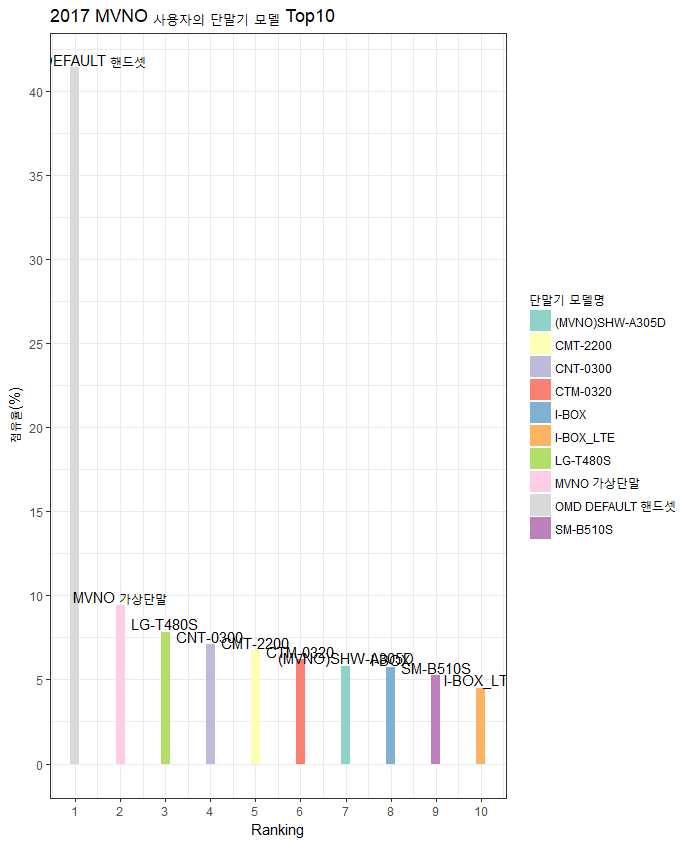 2017 MVNO 사용자의 단말기 모델 Top10
DEFAULT 핸드셋
MVNO 가상단말
LG-T480S
CNT-0300
CMT-2200
CTM-0320
(MVNO)SHW-A305D
I-BOX
SM-B510S
I-BOX_LT
점유율(%)
40
35
30
25
20
15
10
5
0
1 2 3 4 5 6 7 8 9 10
Ranking
단말기 모델명
(MVNO)SHW-A305D
CMT-2200
CNT-0300
CTM-0320
I-BOX
I-BOX_LTE
LG-T480S
MVNO 가상단말
OMD DEFAULT 핸드셋
SM-B510S